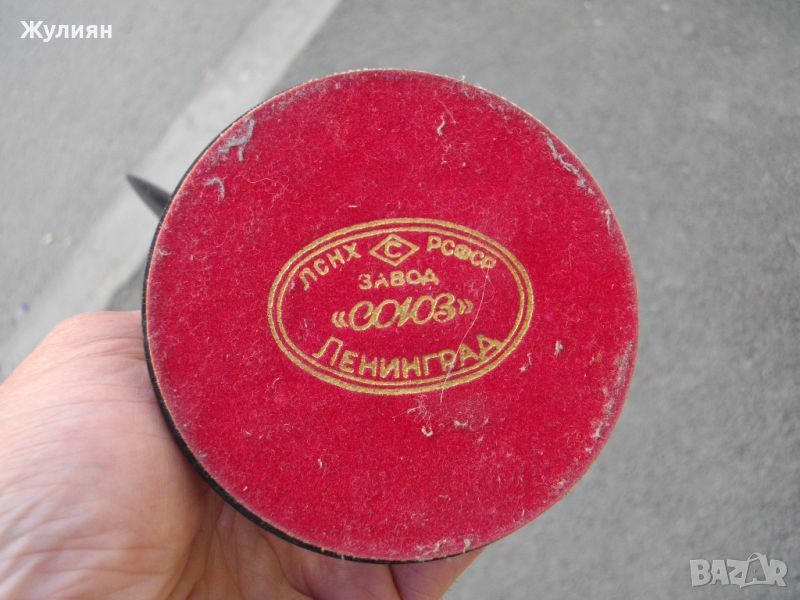 Жулиян
ЛСНХ С РСФСР
ЗАВОД
«СОЮЗ»
ЛЕНИНГРАД
BAZAR